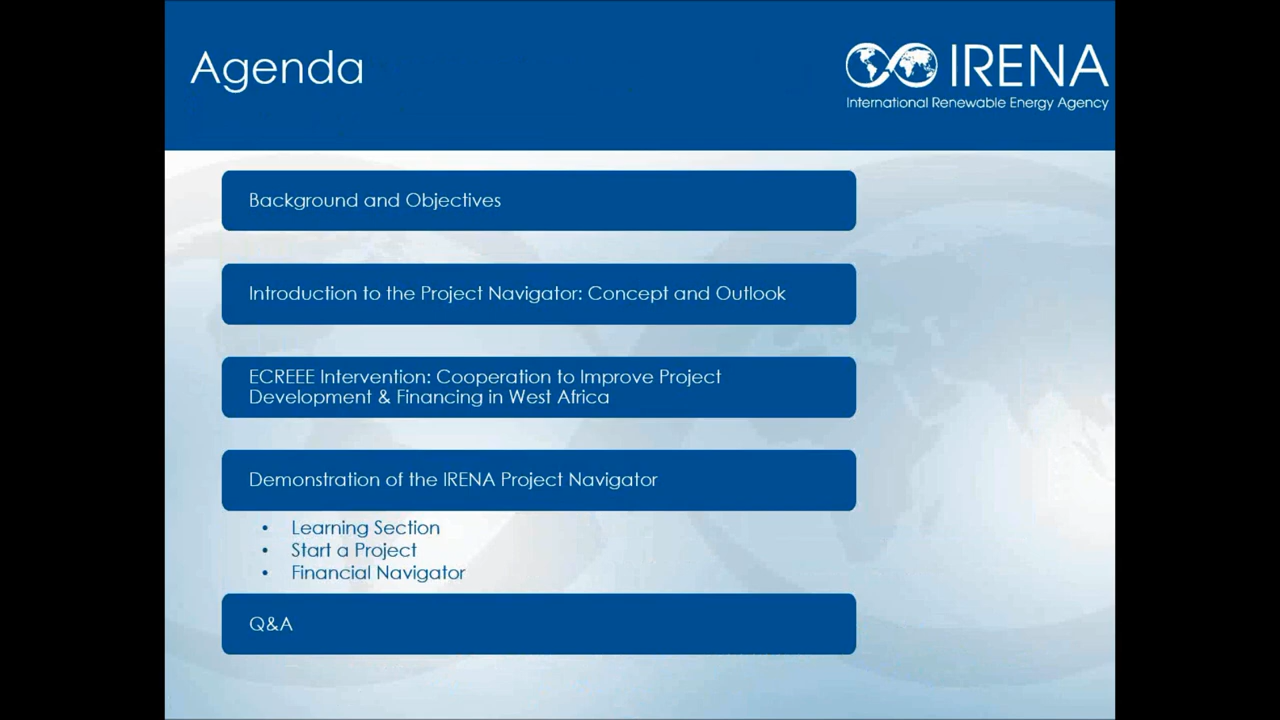 Agenda
IRENA
International Renewable Energy Agency
Background and Objectives
Introduction to the Project Navigator: Concept and Outlook
ECREEE Intervention: Cooperation to Improve Project
Development & Financing in West Africa
Demonstration of the IRENA Project Navigator
• Learning Section
• Start a Project
• Financial Navigator
Q&A